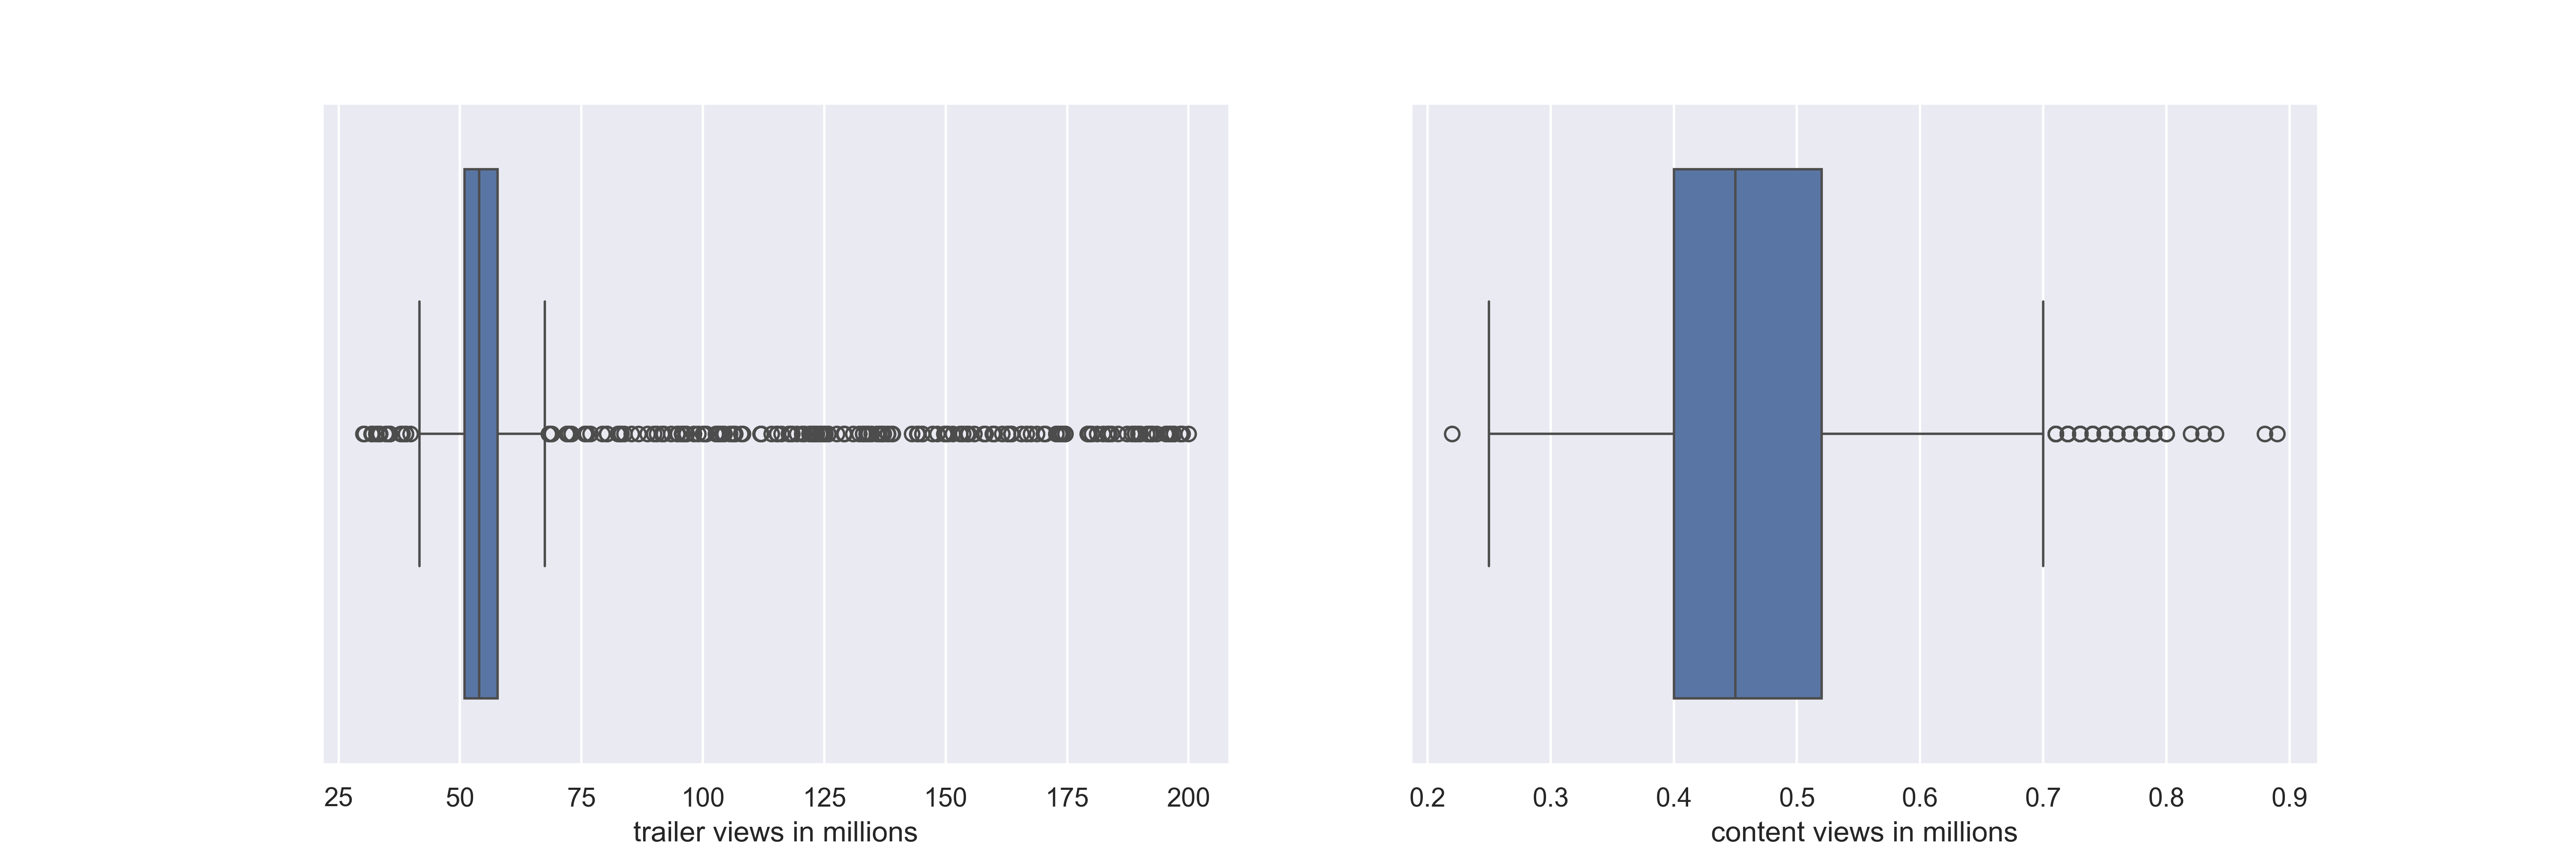 25 50 75 100 125 150 175 200
trailer views in millions
0.2 0.3 0.4 0.5 0.6 0.7 0.8 0.9
content views in millions